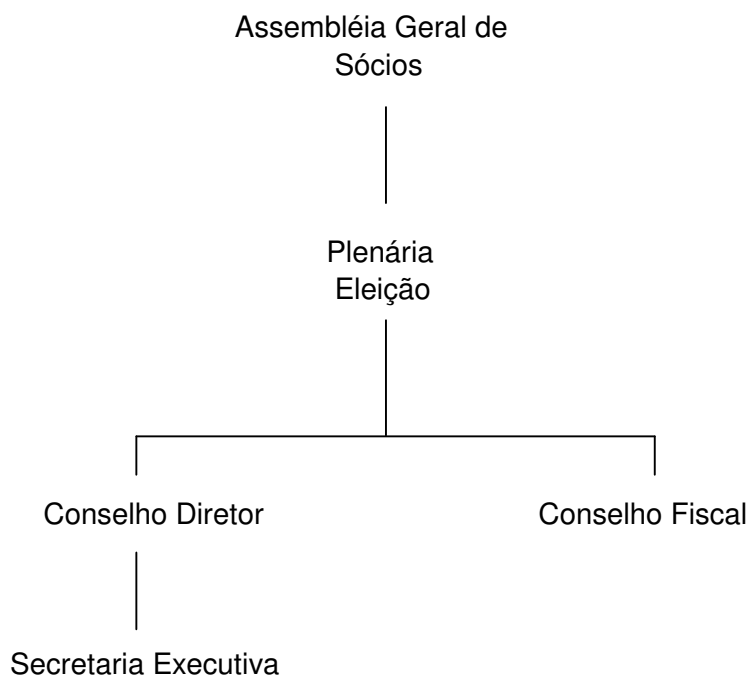 Assembléia Geral de
Sócios
Plenária
Eleição
Conselho Diretor
Conselho Fiscal
Secretaria Executiva